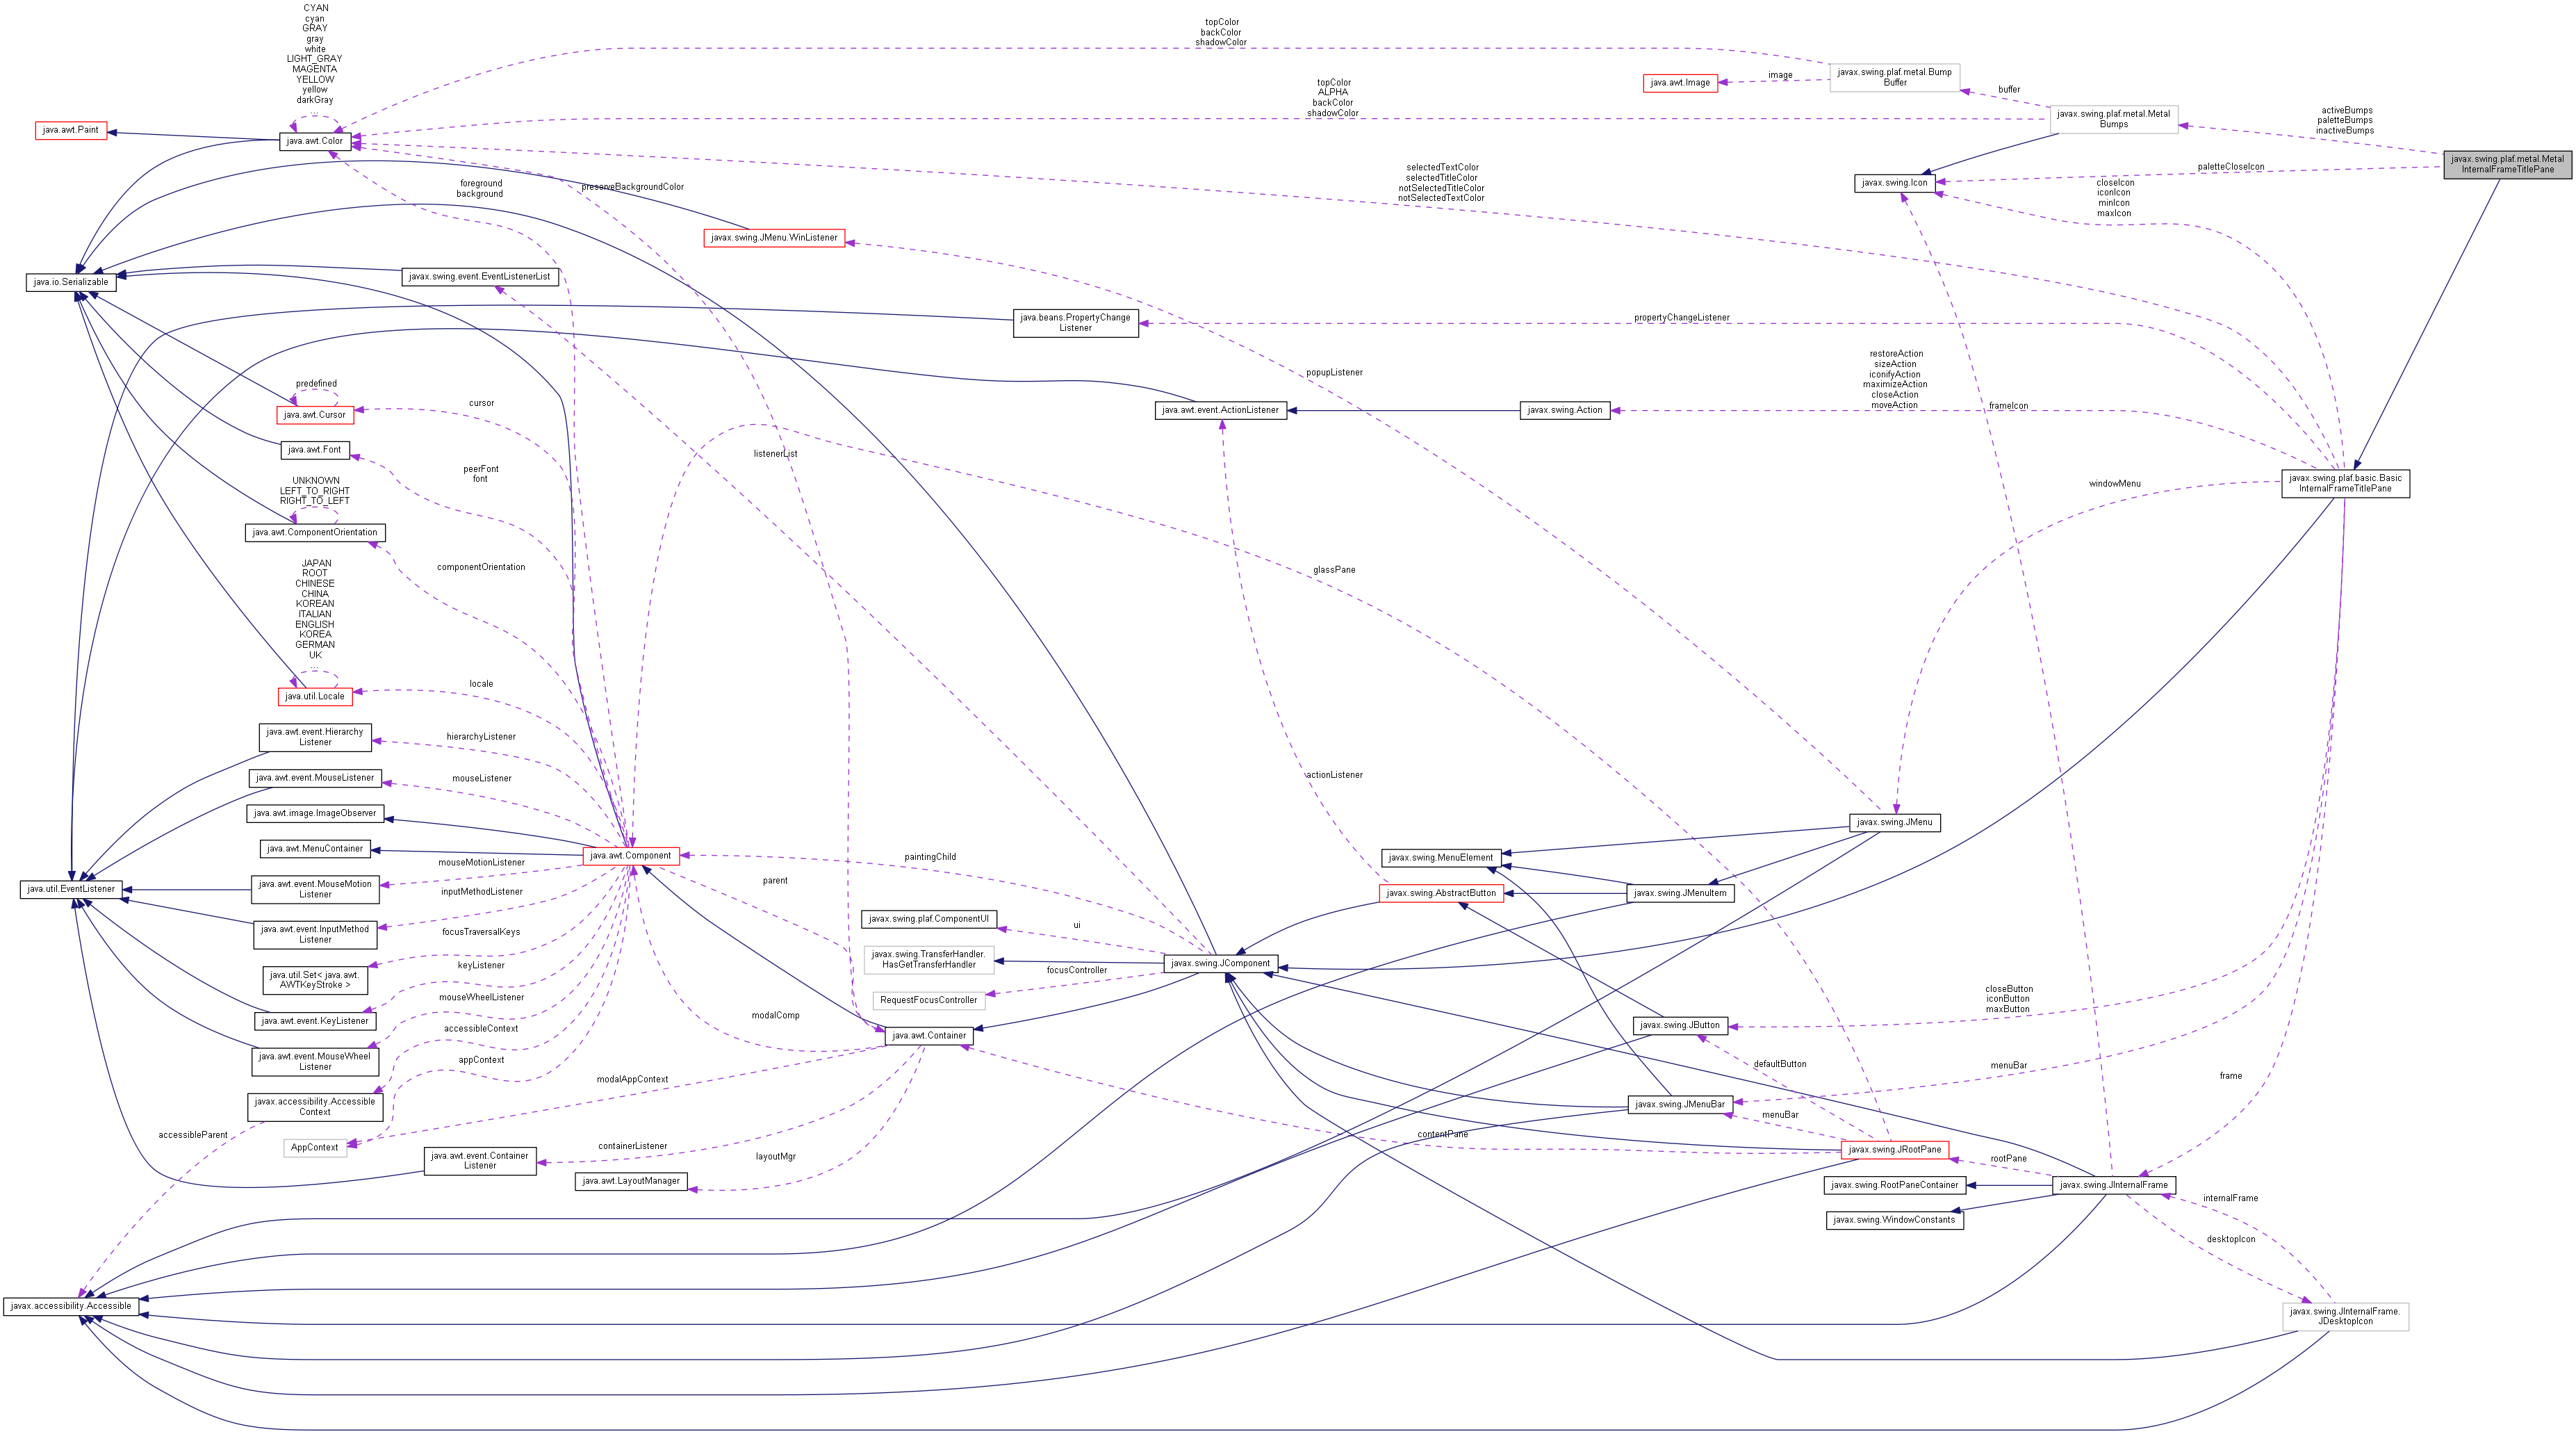 CYAN
cyan
GRAY
gray
white
LIGHT_GRAY
MAGENTA
YELLOW
yellow
darkGray
...
topColor
backColor
shadowColor
javax.swing.plaf.metal.Bump
Buffer
image
java.awt.Image
buffer
topColor
ALPHA
backColor
shadowColor
javax.swing.plaf.metal.Metal
Bumps
activeBumps
paletteBumps
inactiveBumps
java.awt.Paint
java.awt.Color
javax.swing.plaf.metal.Metal
InternalFrameTitlePane
paletteCloseIcon
javax.swing.Icon
foreground
background
preserveBackgroundColor
selectedTextColor
selectedTitleColor
notSelectedTitleColor
notSelectedTextColor
closeIcon
iconIcon
minIcon
maxIcon
javax.swing.JMenu.WinListener
java.io.Serializable
javax.swing.event.EventListenerList
java.beans.PropertyChange
Listener
propertyChangeListener
popupListener
restoreAction
sizeAction
iconifyAction
maximizeAction
closeAction
moveAction
frameIcon
predefined
java.awt.Cursor
cursor
java.awt.event.ActionListener
javax.swing.Action
java.awt.Font
listenerList
peerFont
font
windowMenu
javax.swing.plaf.basic.Basic
InternalFrameTitlePane
UNKNOWN
LEFT_TO_RIGHT
RIGHT_TO_LEFT
java.awt.ComponentOrientation
componentOrientation
glassPane
JAPAN
ROOT
CHINESE
CHINA
KOREAN
ITALIAN
ENGLISH
KOREA
GERMAN
UK
...
java.util.Locale
locale
java.awt.event.Hierarchy
Listener
hierarchyListener
java.awt.event.MouseListener
mouseListener
actionListener
java.awt.image.ImageObserver
javax.swing.JMenu
java.awt.MenuContainer
java.awt.Component
paintingChild
javax.swing.MenuElement
java.util.EventListener
java.awt.event.MouseMotion
Listener
mouseMotionListener
parent
inputMethodListener
javax.swing.AbstractButton
javax.swing.JMenuItem
java.awt.event.InputMethod
Listener
javax.swing.plaf.ComponentUI
ui
focusTraversalKeys
javax.swing.TransferHandler.
HasGetTransferHandler
javax.swing.JComponent
keyListener
java.util.Set< java.awt.
AWTKeyStroke >
focusController
RequestFocusController
mouseWheelListener
closeButton
iconButton
maxButton
java.awt.event.KeyListener
modalComp
accessibleContext
java.awt.Container
javax.swing.JButton
java.awt.event.MouseWheel
Listener
appContext
modalAppContext
defaultButton
menuBar
frame
javax.accessibility.Accessible
Context
javax.swing.JMenuBar
menuBar
accessibleParent
AppContext
containerListener
contentPane
javax.swing.JRootPane
java.awt.event.Container
Listener
layoutMgr
rootPane
java.awt.LayoutManager
javax.swing.RootPaneContainer
javax.swing.JInternalFrame
internalFrame
javax.swing.WindowConstants
desktopIcon
javax.accessibility.Accessible
javax.swing.JInternalFrame.
JDesktopIcon